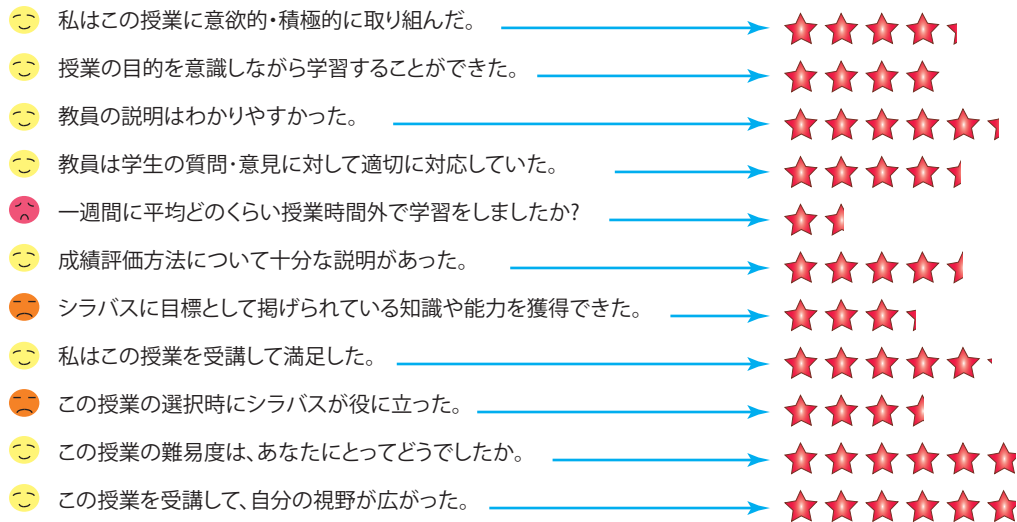 私はこの授業に意欲的・積極的に取り組んだ。
授業の目的を意識しながら学習することができた。
教員の説明はわかりやすかった。
教員は学生の質問・意見に対して適切に対応していた。
一週間に平均どのくらい授業時間外で学習をしましたか?
成績評価方法について十分な説明があった。
シラバスに目標として掲げられている知識や能力を獲得できた。
私はこの授業を受講して満足した。
この授業の選択時にシラバスが役に立った。
この授業の難易度は、あなたにとってどうでしたか。
この授業を受講して、自分の視野が広がった。